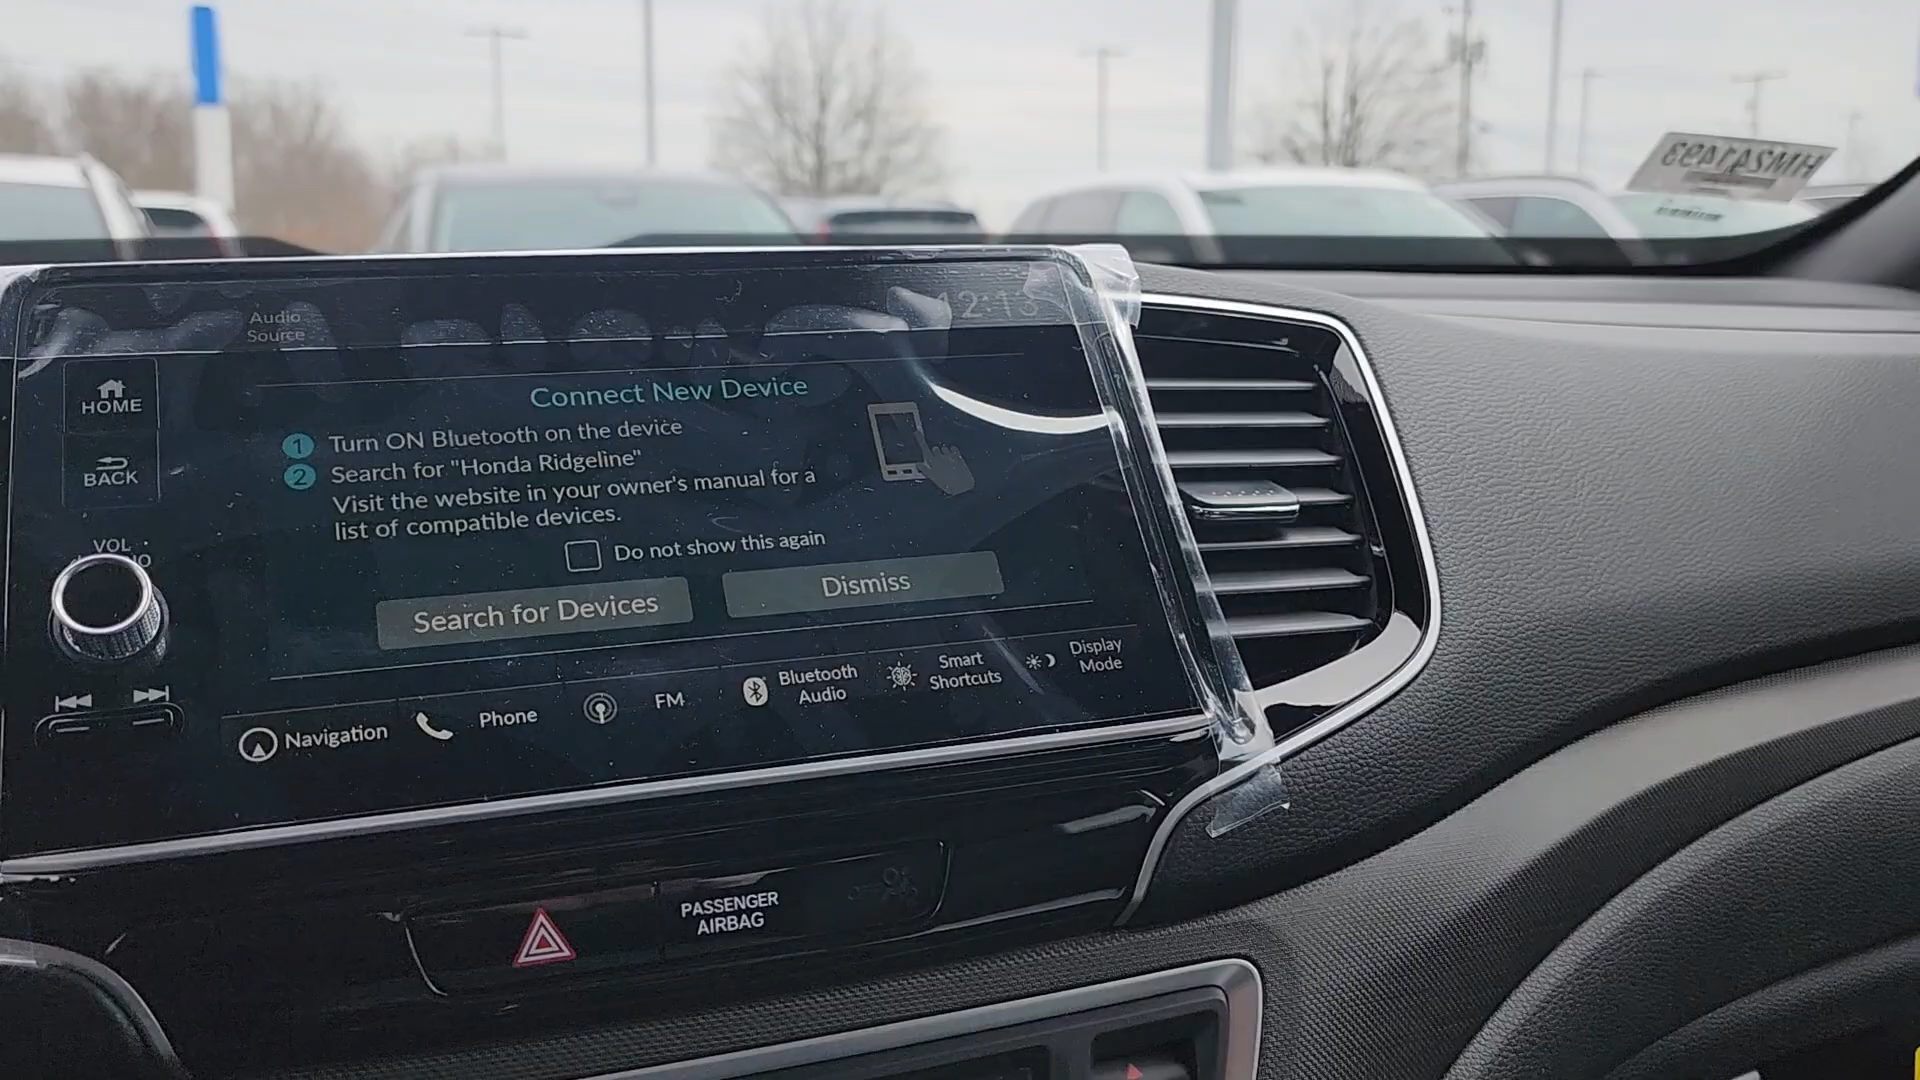 HM241493
Audio
Source
12:13
HOME
BACK
VOL
Connect New Device
1 Turn ON Bluetooth on the device
2 Search for "Honda Ridgeline"
Visit the website in your owner's manual for a
list of compatible devices.
Do not show this again
Search for Devices
Dismiss
Navigation
Phone
FM
Bluetooth
Audio
Smart
Shortcuts
Display
Mode
PASSENGER
AIRBAG